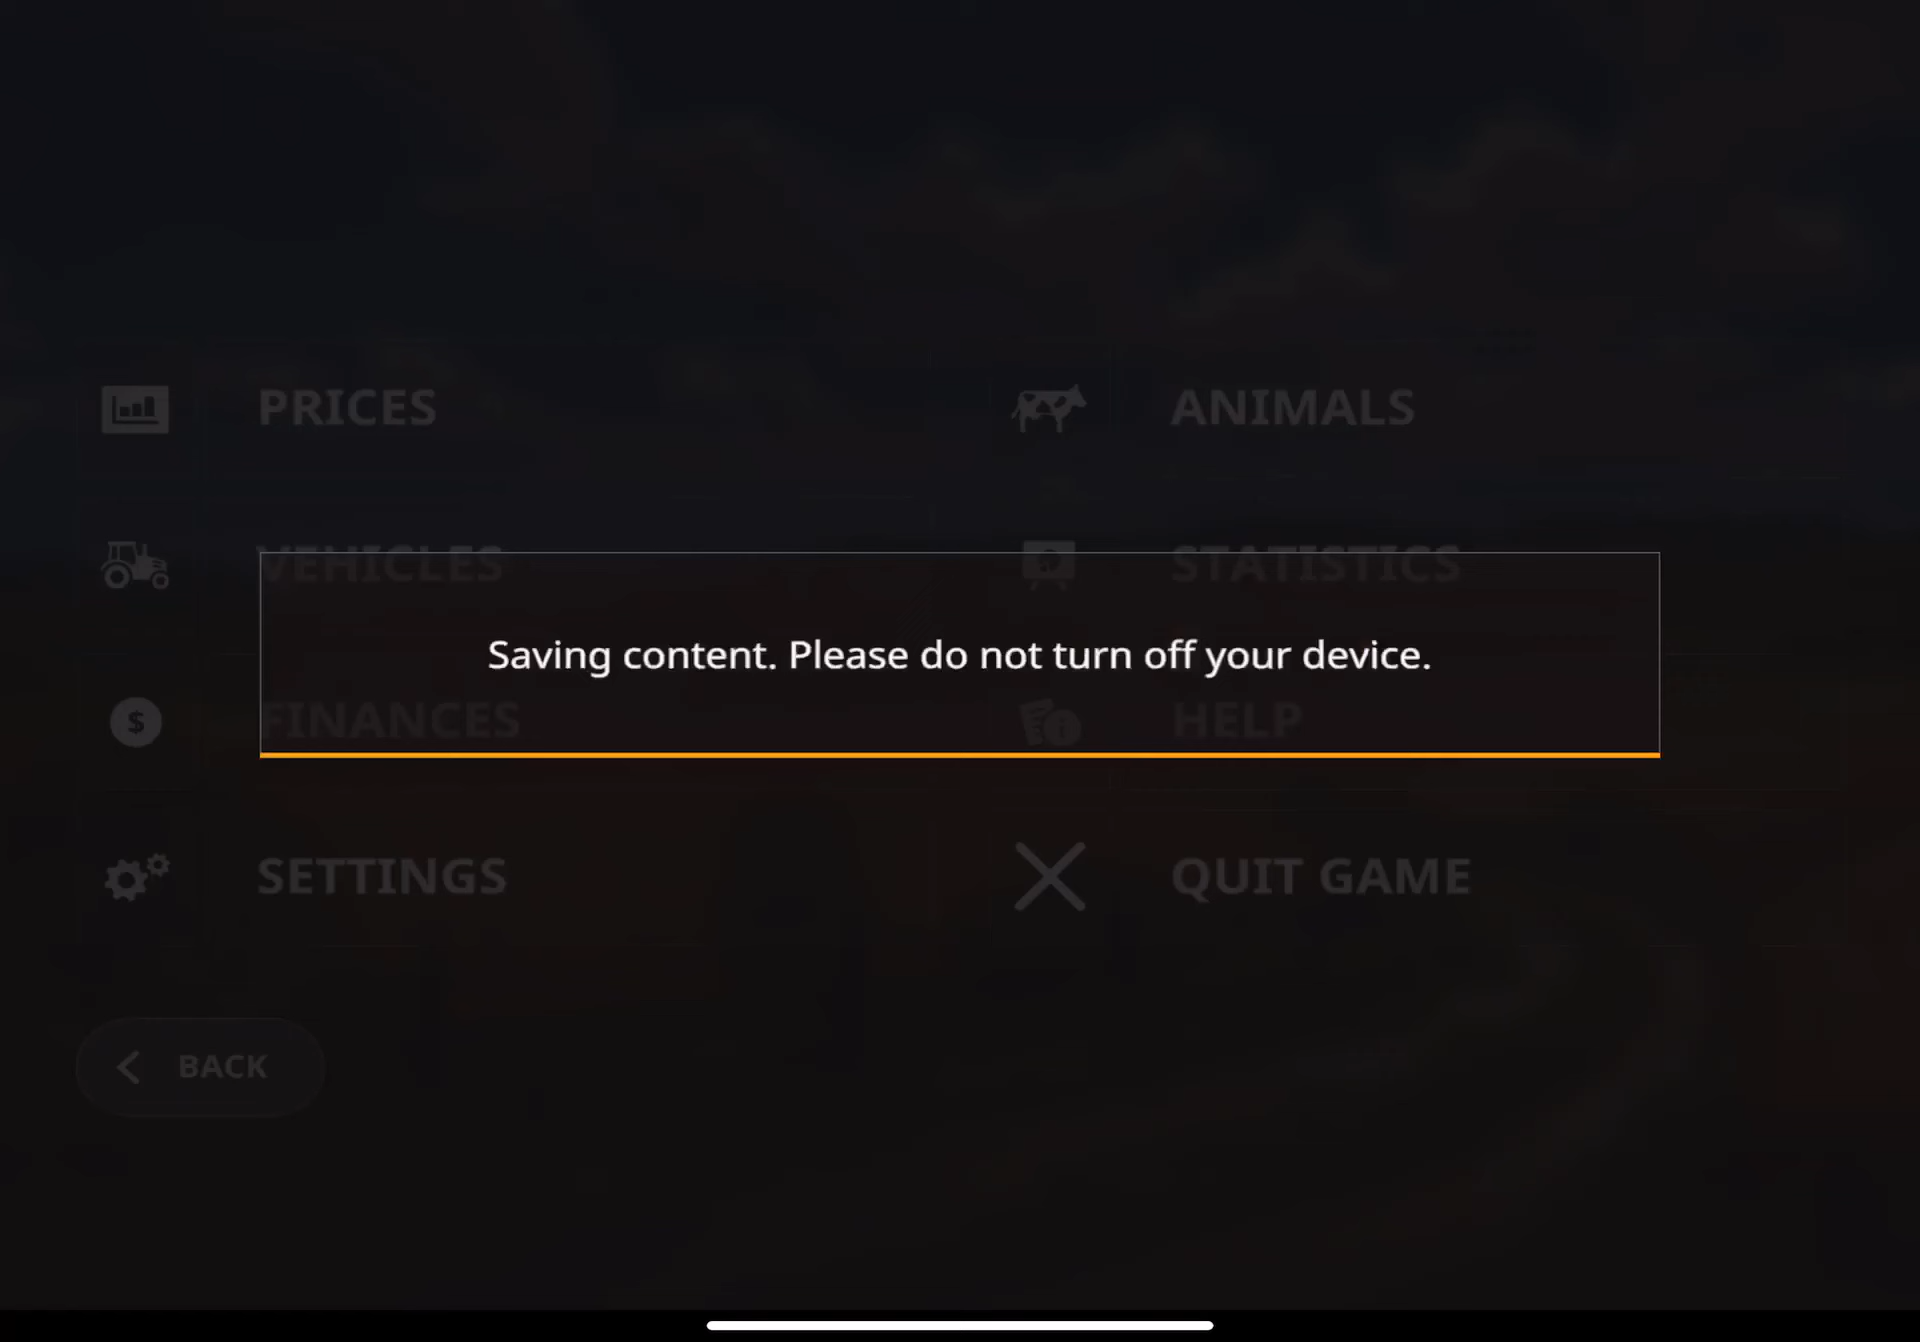 PRICES
ANIMALS
VEHICLES
STATISTICS
Saving content. Please do not turn off your device.
$
FINANCES
HELP
SETTINGS
QUIT GAME
BACK